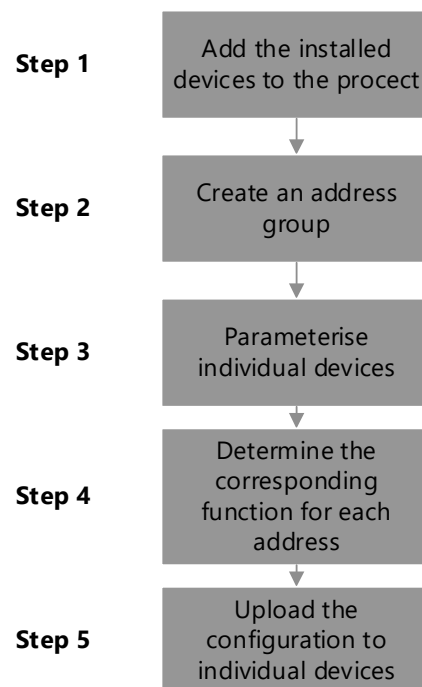 Step 1
Add the installed
devices to the procect
Step 2
Create an address
group
Step 3
Parameterise
individual devices
Step 4
Determine the
corresponding
function for each
address
Step 5
Upload the
configuration to
individual devices